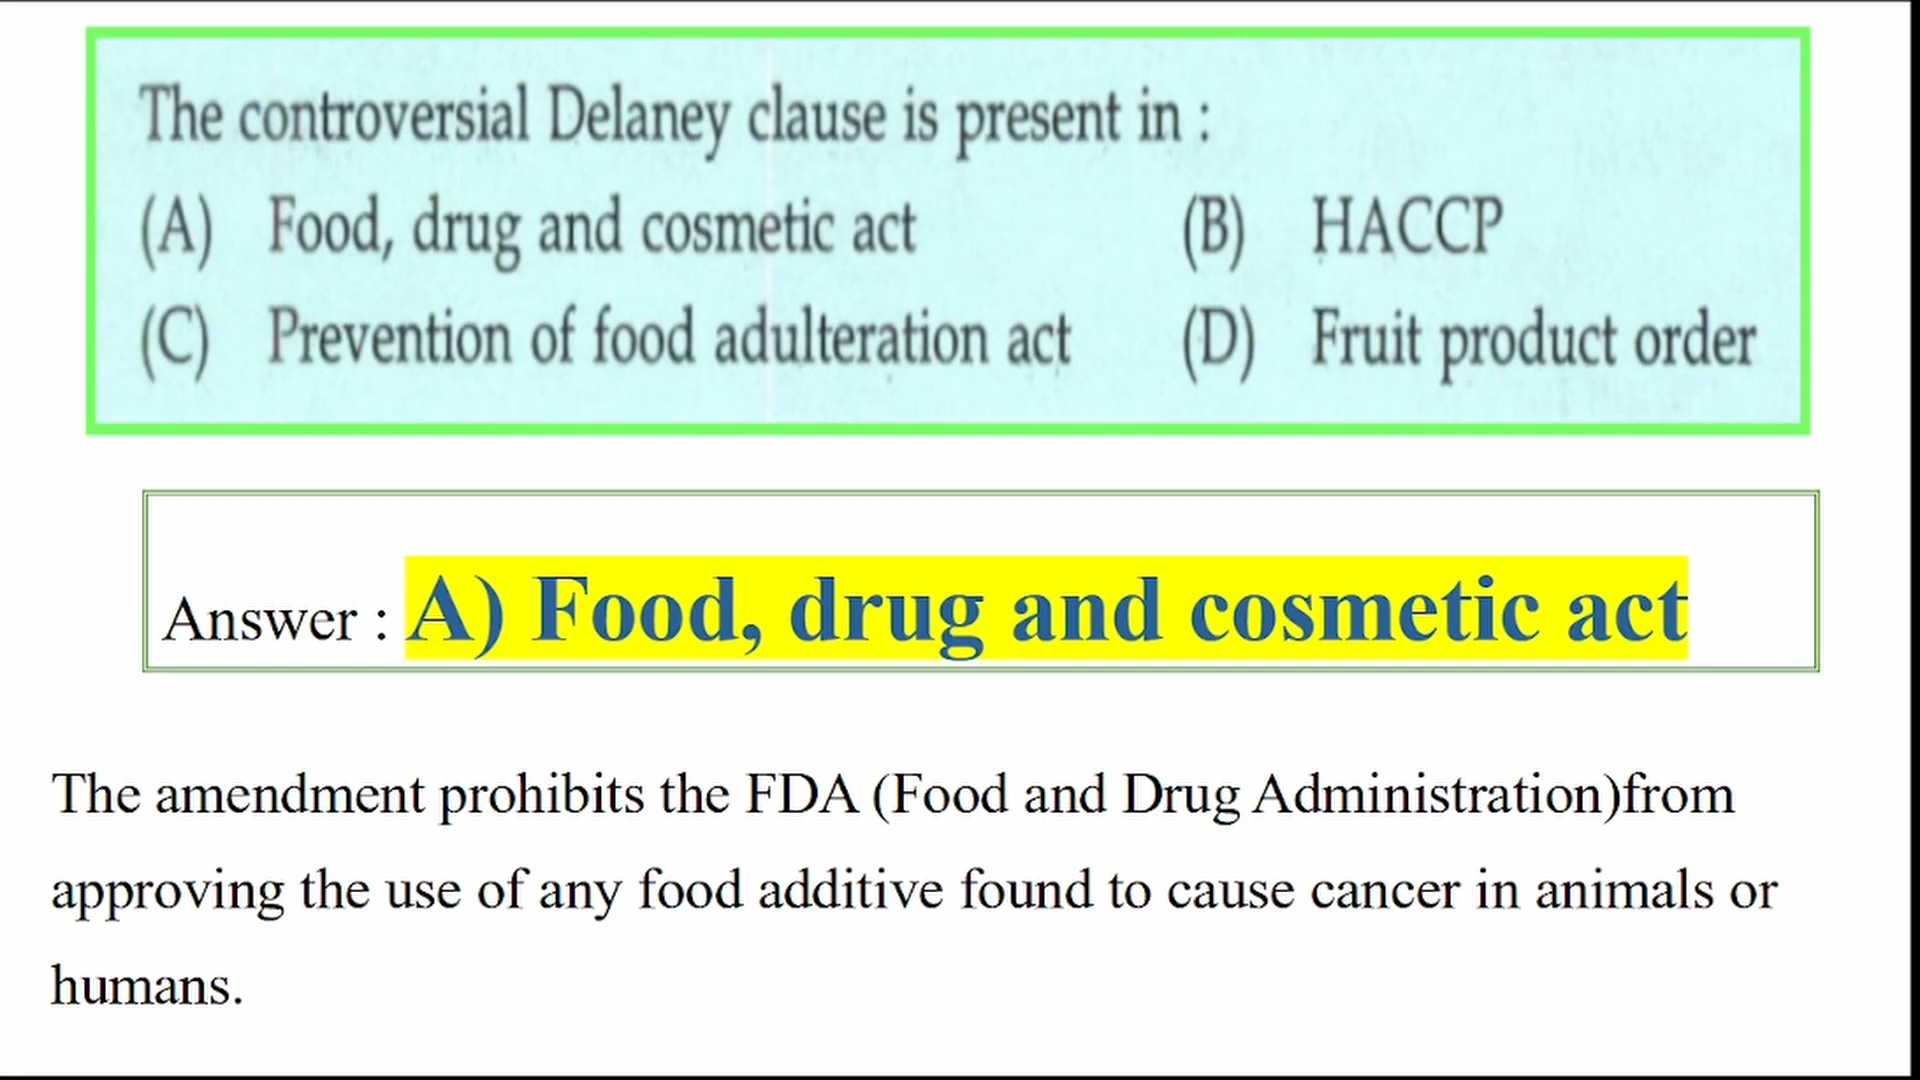 The controversial Delaney clause is present in :
(A) Food, drug and cosmetic act (B) HACCP
(C) Prevention of food adulteration act (D) Fruit product order
Answer : A) Food, drug and cosmetic act
The amendment prohibits the FDA (Food and Drug Administration)from
approving the use of any food additive found to cause cancer in animals or
humans.